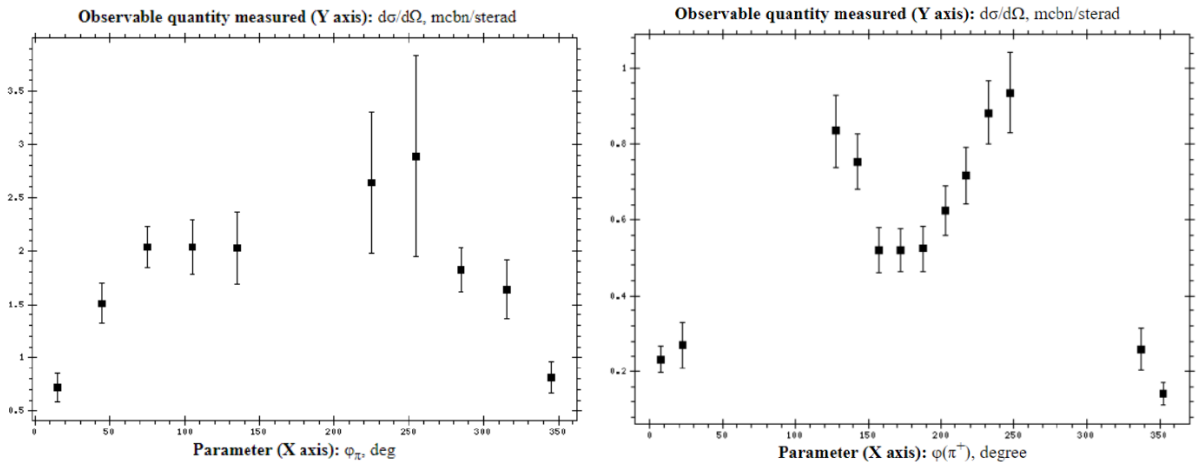 Observable quantity measured (Y axis): dσ/dΩ, mcbn/sterad
3.5
3
2.5
2
1.5
1
0.5
0 50 100 150 200 250 300 350
Parameter (X axis): φπ, deg
Observable quantity measured (Y axis): dσ/dΩ, mcbn/sterad
1
0.8
0.6
0.4
0.2
0 50 100 150 200 250 300 350
Parameter (X axis): φ(π⁺), degree